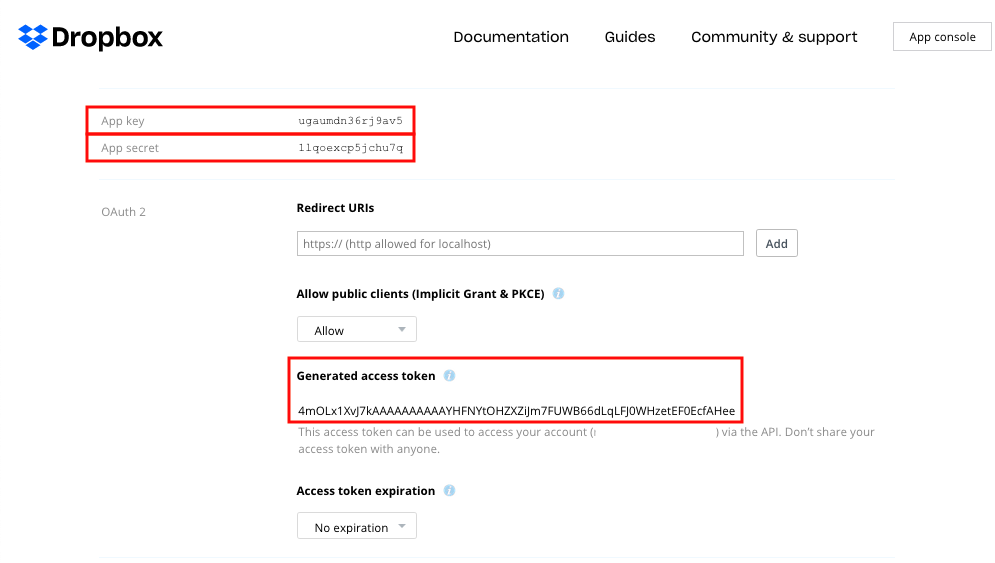 Dropbox Documentation Guides Community & support App console
App key ugaumdn36rj9av5
App secret 1lqoexcp5jchu7q
OAuth 2 Redirect URIs
https:// (http allowed for localhost) Add
Allow public clients (Implicit Grant & PKCE)
Allow
Generated access token
4mOLx1XvJ7kAAAAAAAAAAYHFNYtOHZXZiJm7FUWB66dLqLFJ0WHzetEF0EcfAHee
This access token can be used to access your account ( ) via the API. Don't share your
access token with anyone.
Access token expiration
No expiration